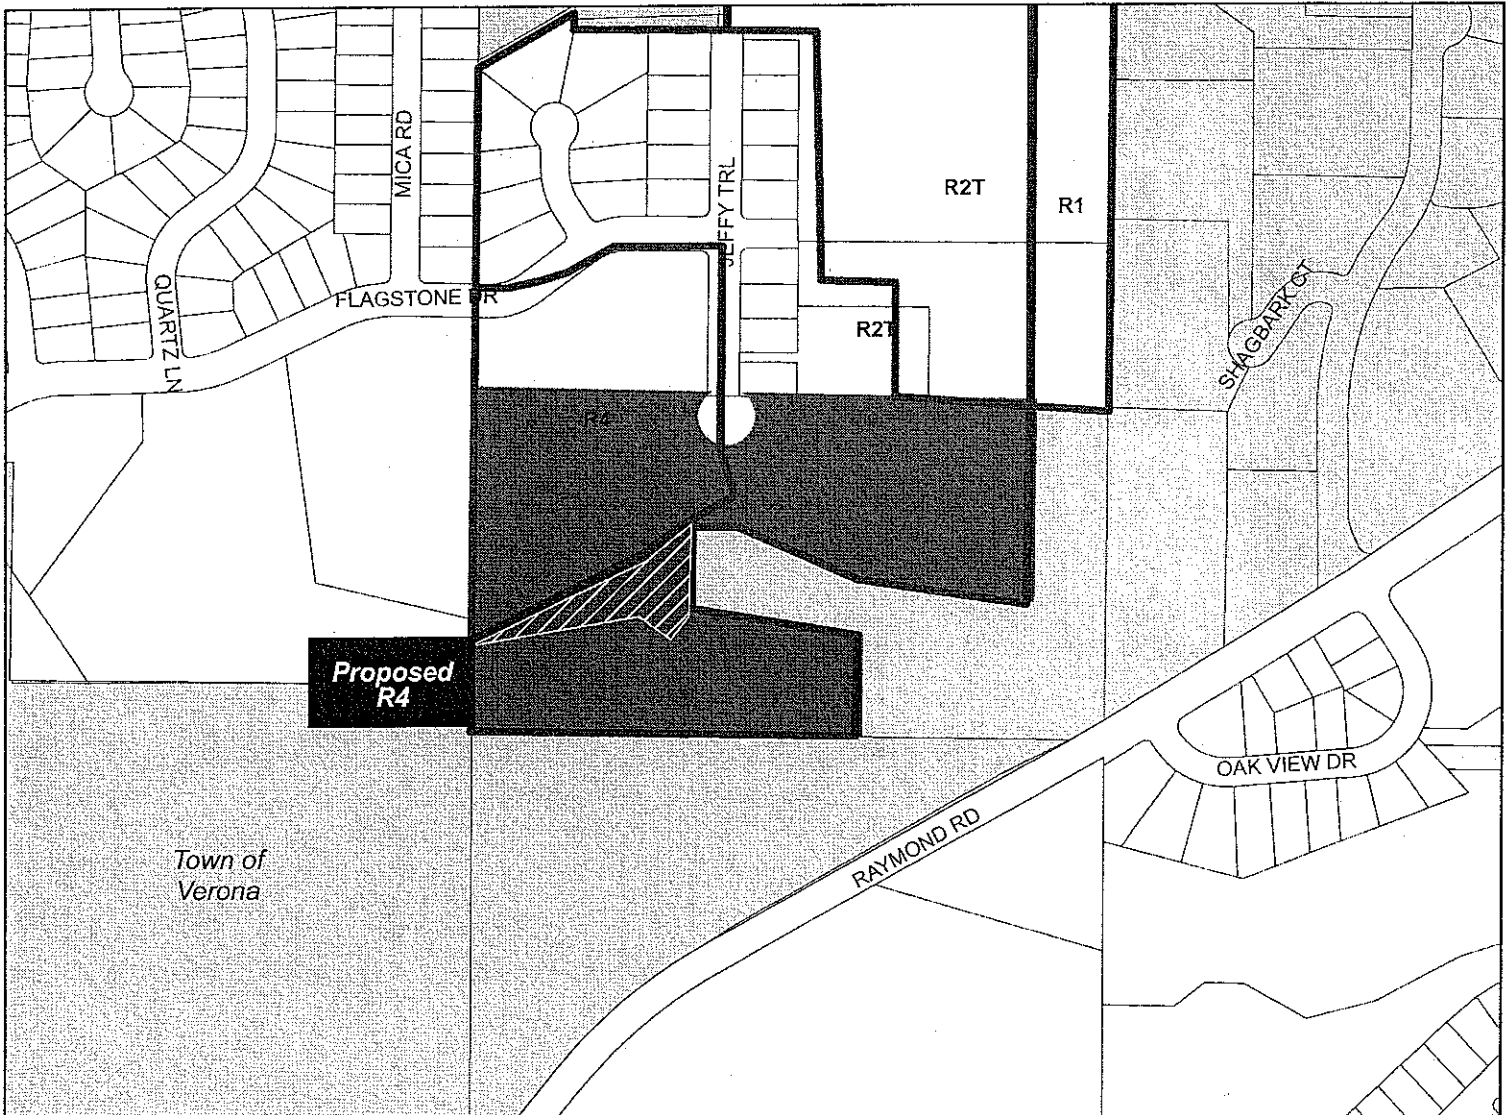 MICA RD
JEFFY TRL
R2T
R1
QUARTZ LN
FLAGSTONE DR
R2T
SHAGBARK CT
R4
Proposed
R4
OAK VIEW DR
RAYMOND RD
Town of
Verona